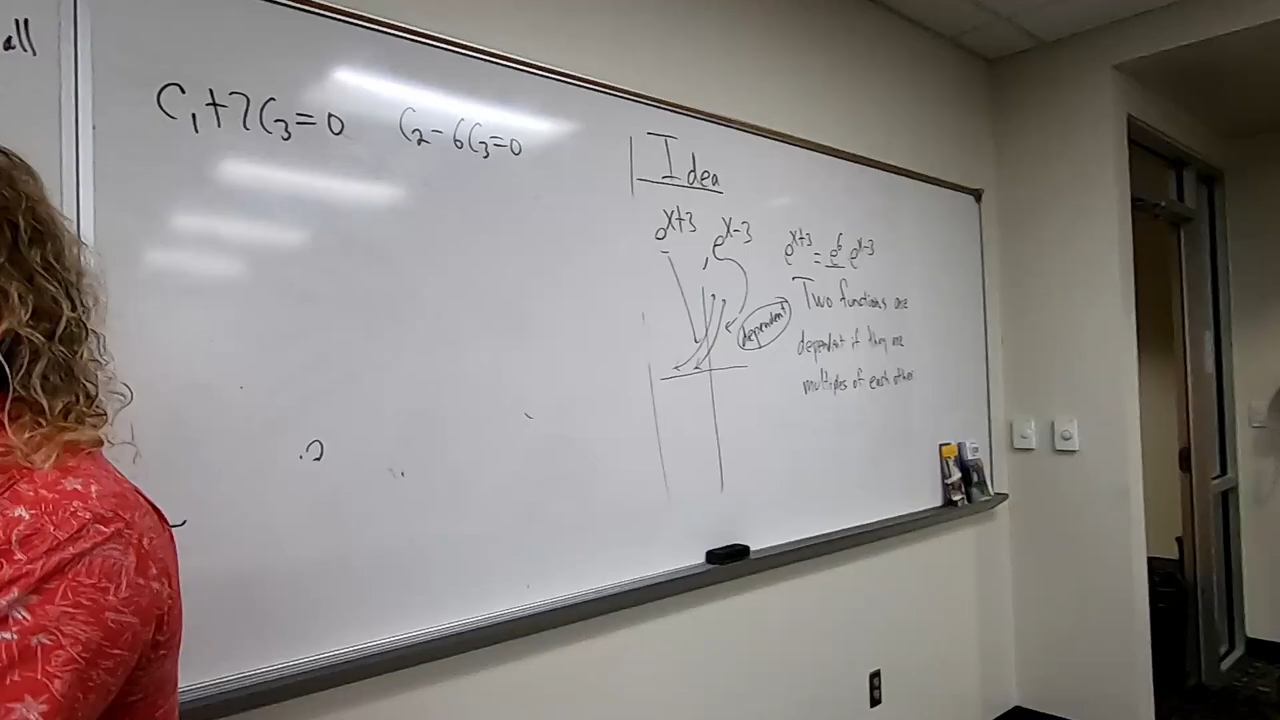 all
C₁+7C₃=0 C₂-6C₃=0
Idea
e^{x+3} , e^{x-3}
e^{x+3} = e^6 e^{x-3}
dependent
Two functions are
dependent if they are
multiples of each other